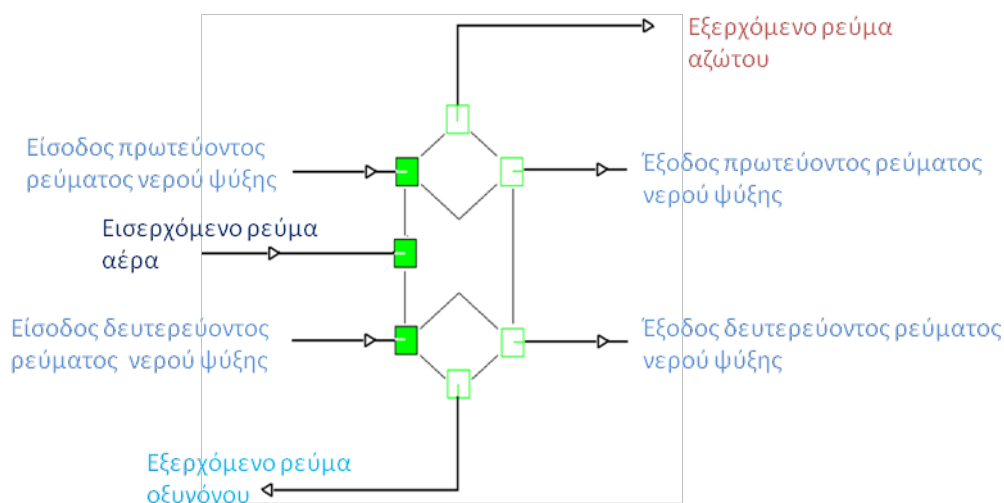 Εξερχόμενο ρεύμα
αζώτου
Είσοδος πρωτεύοντος
ρεύματος νερού ψύξης
Έξοδος πρωτεύοντος ρεύματος
νερού ψύξης
Εισερχόμενο ρεύμα
αέρα
Είσοδος δευτερεύοντος
ρεύματος νερού ψύξης
Έξοδος δευτερεύοντος ρεύματος
νερού ψύξης
Εξερχόμενο ρεύμα
οξυνόνου